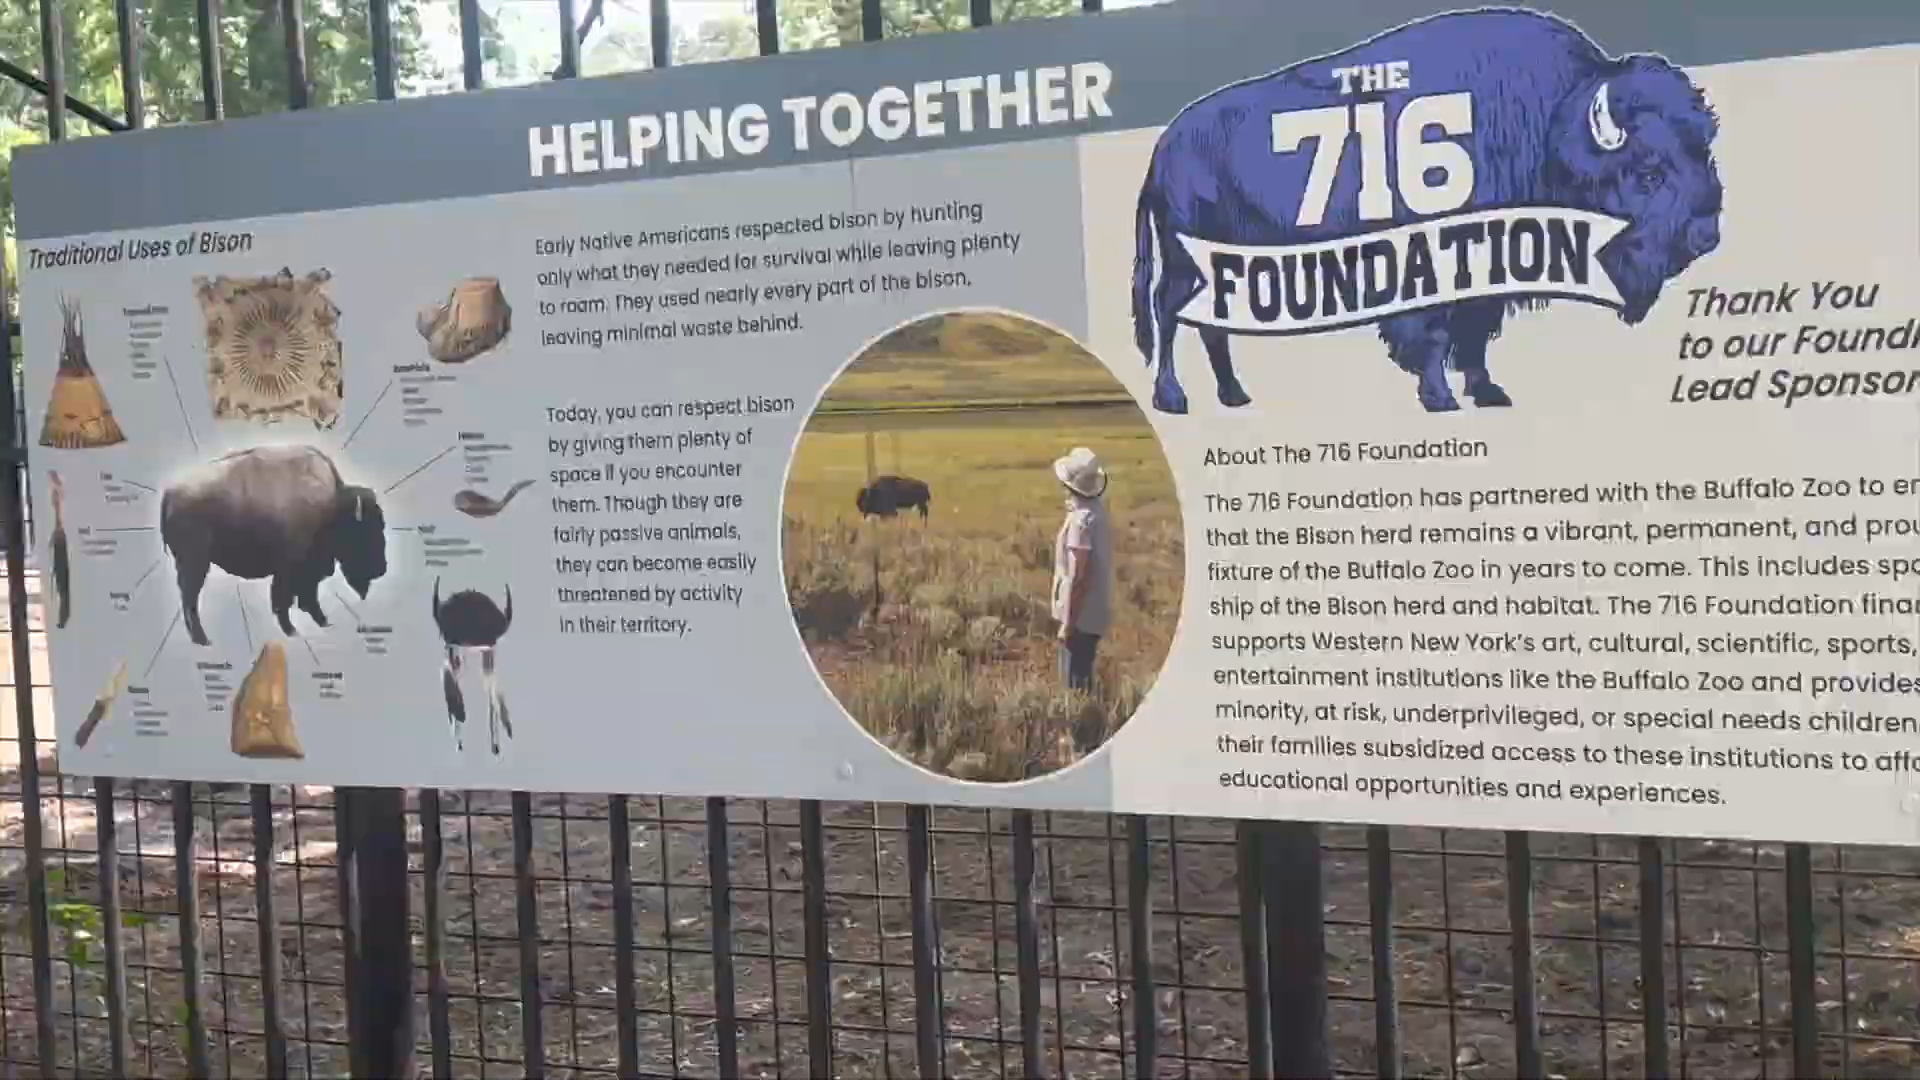 HELPING TOGETHER
Traditional Uses of Bison
Early Native Americans respected bison by hunting
only what they needed for survival while leaving plenty
to roam. They used nearly every part of the bison,
leaving minimal waste behind.
Today, you can respect bison
by giving them plenty of
space if you encounter
them. Though they are
fairly passive animals,
they can become easily
threatened by activity
in their territory.
THE
716
FOUNDATION
Thank You
to our Foundi
Lead Sponsor
About The 716 Foundation
The 716 Foundation has partnered with the Buffalo Zoo to en
that the Bison herd remains a vibrant, permanent, and prou
fixture of the Buffalo Zoo in years to come. This includes spo
ship of the Bison herd and habitat. The 716 Foundation finan
supports Western New York's art, cultural, scientific, sports,
entertainment institutions like the Buffalo Zoo and provides
minority, at risk, underprivileged, or special needs children
their families subsidized access to these institutions to affo
educational opportunities and experiences.